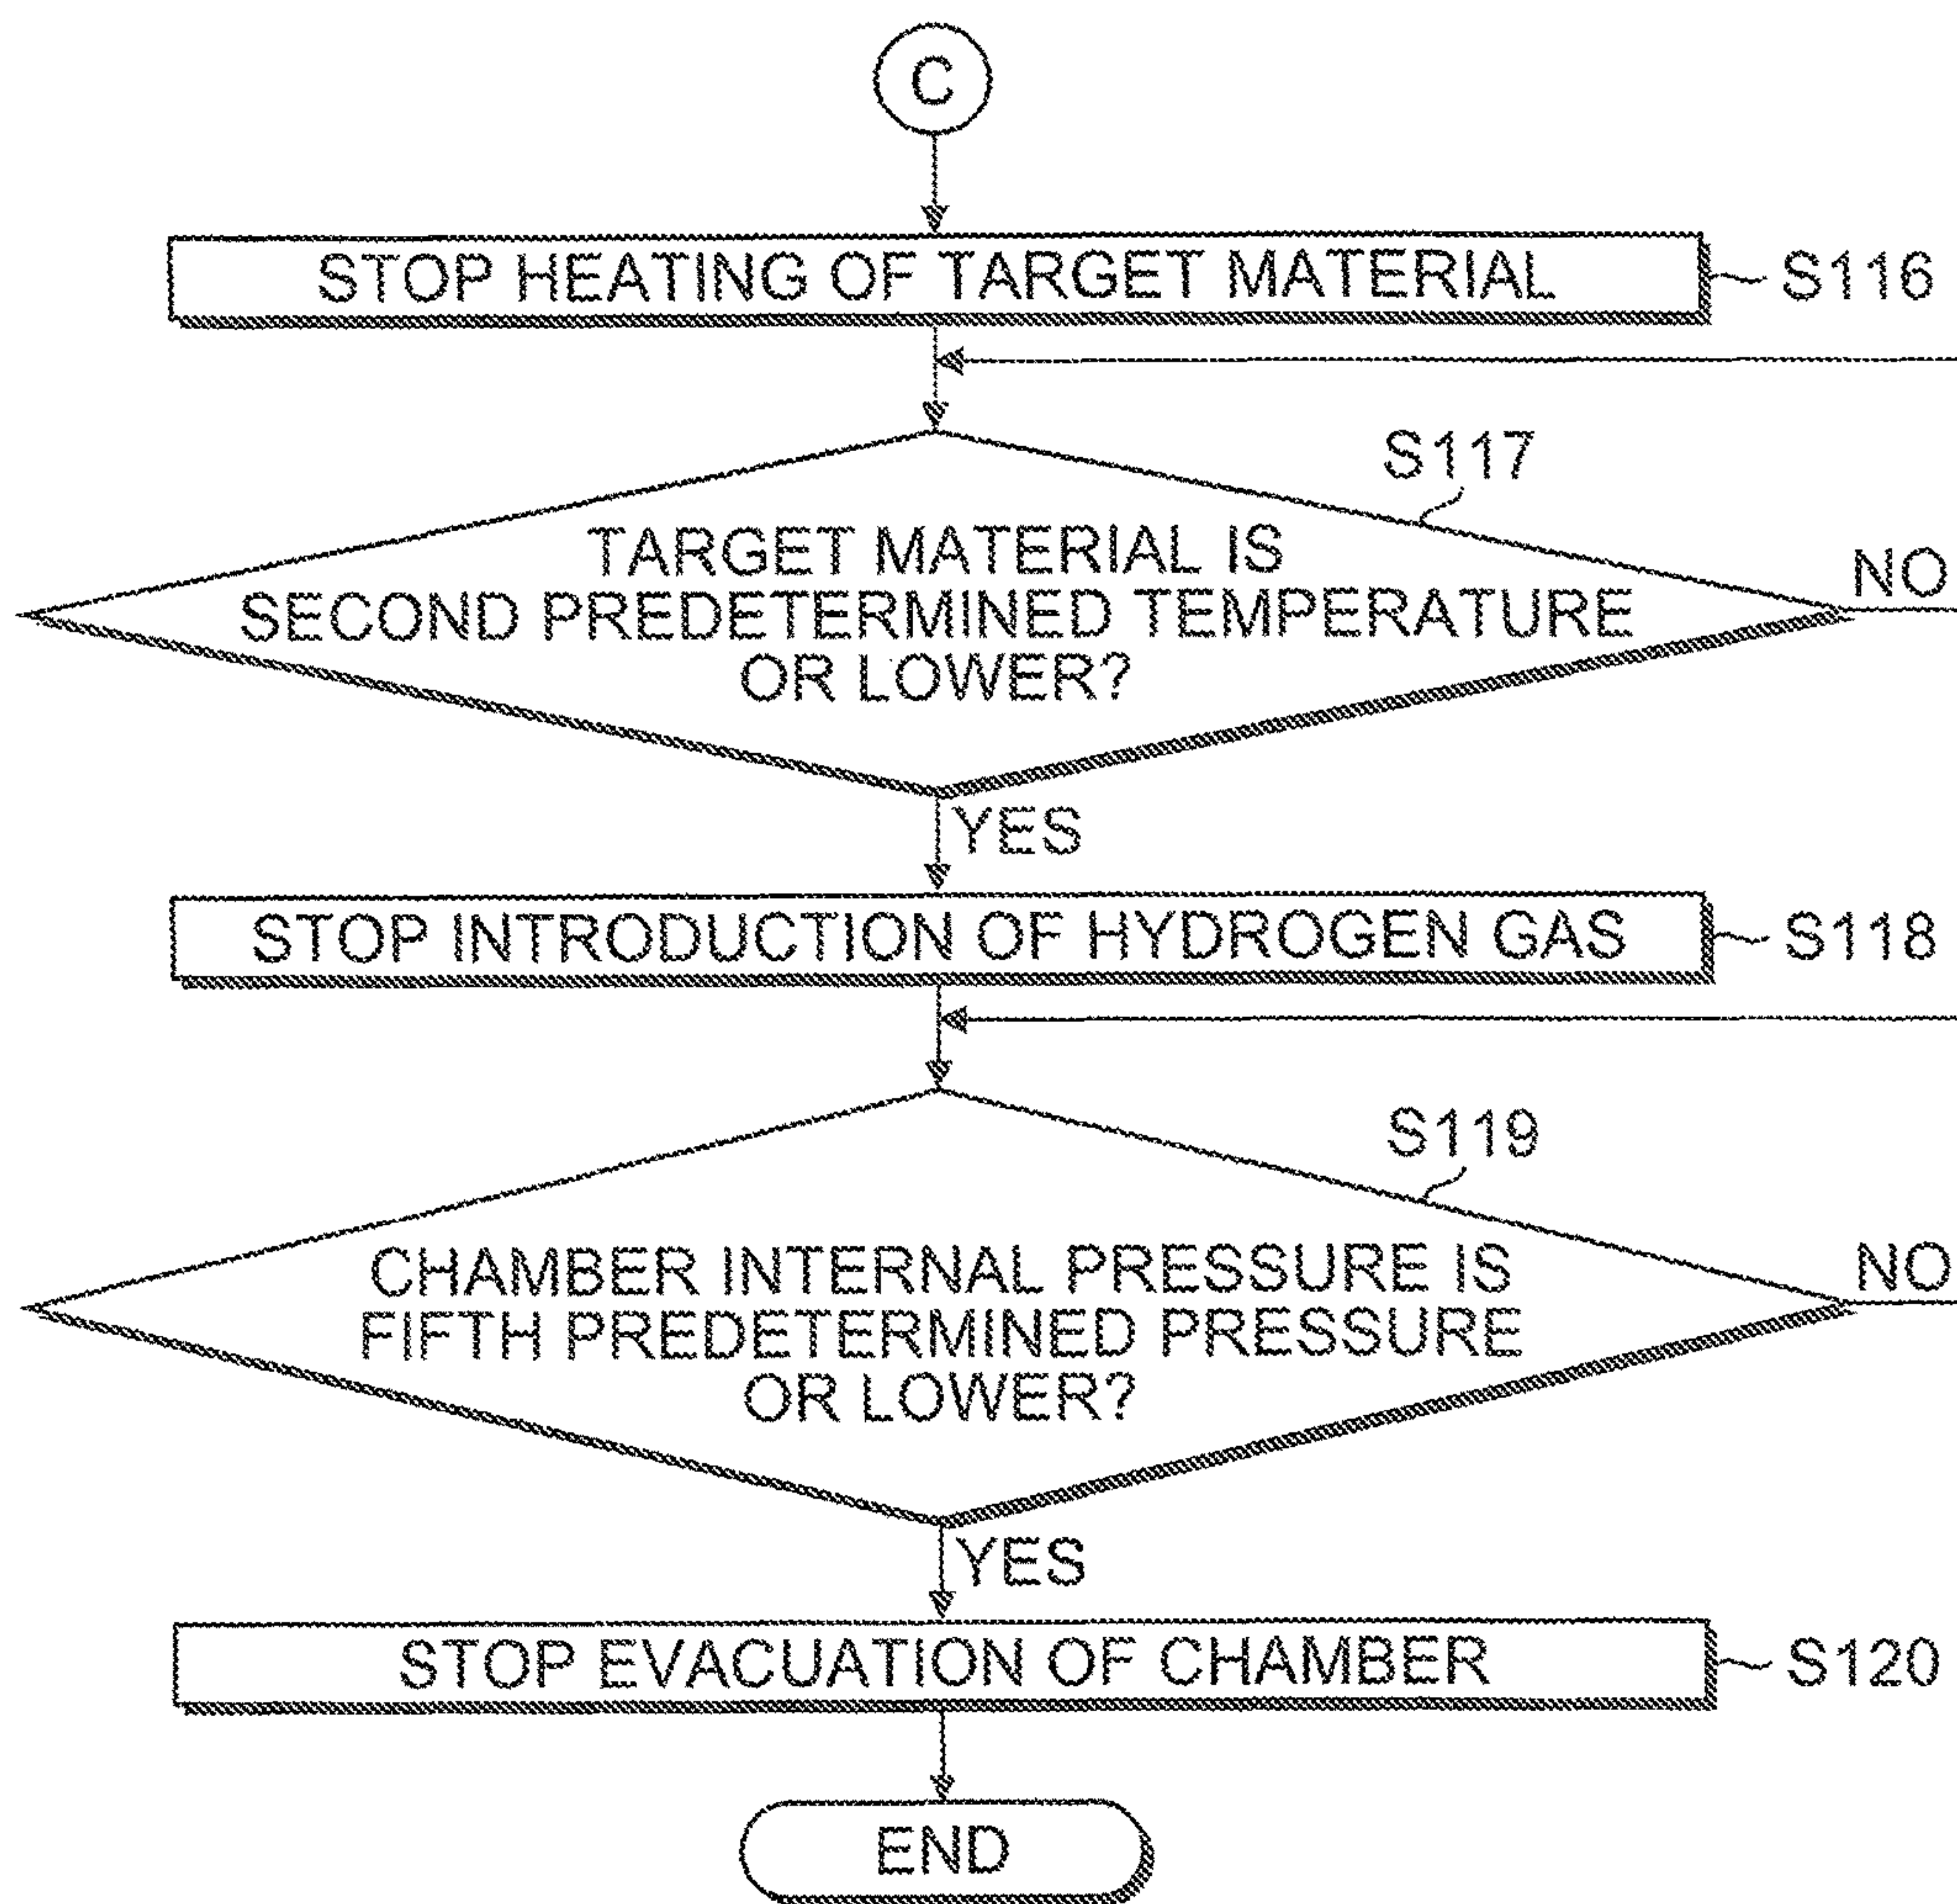 C
STOP HEATING OF TARGET MATERIAL
S116
S117
TARGET MATERIAL IS
SECOND PREDETERMINED TEMPERATURE
OR LOWER?
NO
YES
STOP INTRODUCTION OF HYDROGEN GAS
S118
S119
CHAMBER INTERNAL PRESSURE IS
FIFTH PREDETERMINED PRESSURE
OR LOWER?
NO
YES
STOP EVACUATION OF CHAMBER
S120
END